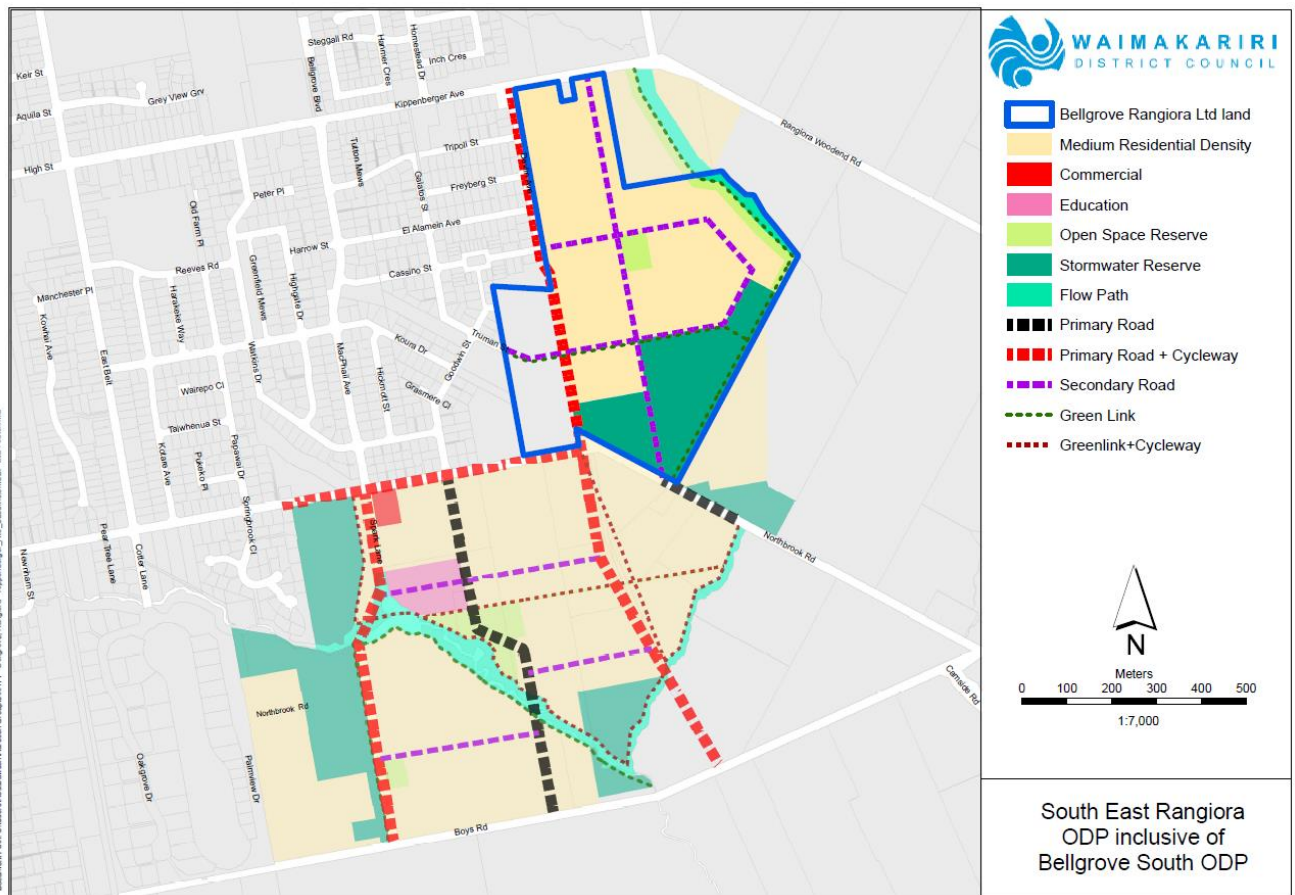 Steggall Rd
Hanmer Cres
Homestead Dr
Inch Cres
Keir St
Bellgrove Blvd
Grey View Grv
Aquila St
Kippenberger Ave
High St
Rangiora Woodend Rd
Tutton Mews
Tripoli St
Galatos St
Freyberg St
Peter Pl
Old Farm Pl
El Alamein Ave
Harrow St
Reeves Rd
Cassino St
Greenfield Mews
Highgate Dr
Manchester Pl
Kowhai Ave
Harakeke Way
East Belt
Watkins Dr
MacPhail Ave
Koura Dr
Goodwin St
Hickmott St
Grasmere Cl
Wairepo Cl
Taiwhenua St
Kotare Ave
Pukeko Pl
Papawai Dr
Springbrook Cl
Spark Lane
Newnham St
Pear Tree Lane
Cotter Lane
Northbrook Rd
Camside Rd
Northbrook Rd
Oakgrove Dr
Palmview Dr
Boys Rd
WAIMAKARIRI
DISTRICT COUNCIL
Bellgrove Rangiora Ltd land
Medium Residential Density
Commercial
Education
Open Space Reserve
Stormwater Reserve
Flow Path
Primary Road
Primary Road + Cycleway
Secondary Road
Green Link
Greenlink+Cycleway
N
Meters
0 100 200 300 400 500
1:7,000
South East Rangiora
ODP inclusive of
Bellgrove South ODP